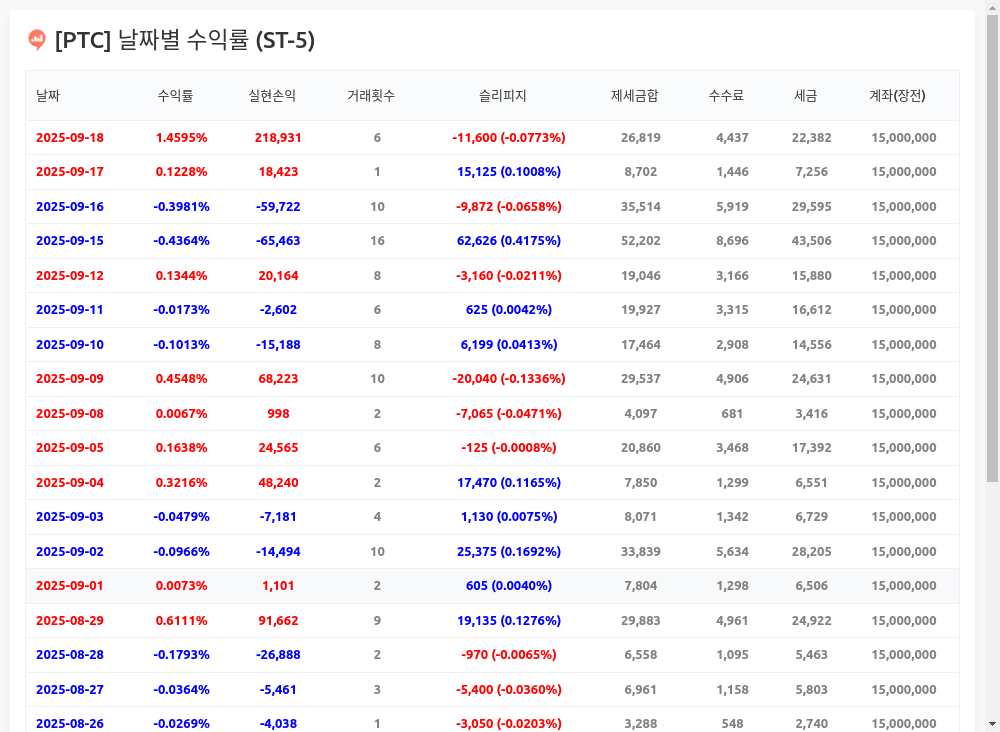 [PTC] 날짜별 수익률 (ST-5)
날짜 수익률 실현손익 거래횟수 슬리피지 제세금합 수수료 세금 계좌(장전)
2025-09-18 1.4595% 218,931 6 -11,600 (-0.0773%) 26,819 4,437 22,382 15,000,000
2025-09-17 0.1228% 18,423 1 15,125 (0.1008%) 8,702 1,446 7,256 15,000,000
2025-09-16 -0.3981% -59,722 10 -9,872 (-0.0658%) 35,514 5,919 29,595 15,000,000
2025-09-15 -0.4364% -65,463 16 62,626 (0.4175%) 52,202 8,696 43,506 15,000,000
2025-09-12 0.1344% 20,164 8 -3,160 (-0.0211%) 19,046 3,166 15,880 15,000,000
2025-09-11 -0.0173% -2,602 6 625 (0.0042%) 19,927 3,315 16,612 15,000,000
2025-09-10 -0.1013% -15,188 8 6,199 (0.0413%) 17,464 2,908 14,556 15,000,000
2025-09-09 0.4548% 68,223 10 -20,040 (-0.1336%) 29,537 4,906 24,631 15,000,000
2025-09-08 0.0067% 998 2 -7,065 (-0.0471%) 4,097 681 3,416 15,000,000
2025-09-05 0.1638% 24,565 6 -125 (-0.0008%) 20,860 3,468 17,392 15,000,000
2025-09-04 0.3216% 48,240 2 17,470 (0.1165%) 7,850 1,299 6,551 15,000,000
2025-09-03 -0.0479% -7,181 4 1,130 (0.0075%) 8,071 1,342 6,729 15,000,000
2025-09-02 -0.0966% -14,494 10 25,375 (0.1692%) 33,839 5,634 28,205 15,000,000
2025-09-01 0.0073% 1,101 2 605 (0.0040%) 7,804 1,298 6,506 15,000,000
2025-08-29 0.6111% 91,662 9 19,135 (0.1276%) 29,883 4,961 24,922 15,000,000
2025-08-28 -0.1793% -26,888 2 -970 (-0.0065%) 6,558 1,095 5,463 15,000,000
2025-08-27 -0.0364% -5,461 3 -5,400 (-0.0360%) 6,961 1,158 5,803 15,000,000
2025-08-26 -0.0269% -4,038 1 -3,050 (-0.0203%) 3,288 548 2,740 15,000,000